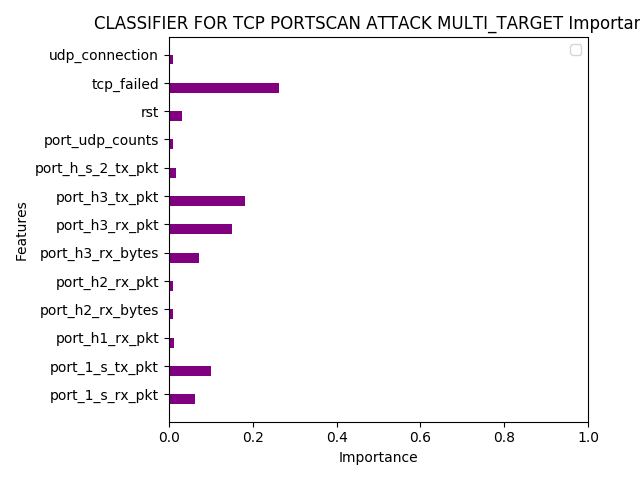 CLASSIFIER FOR TCP PORTSCAN ATTACK MULTI_TARGET Importan
udp_connection
tcp_failed
rst
port_udp_counts
port_h_s_2_tx_pkt
port_h3_tx_pkt
port_h3_rx_pkt
port_h3_rx_bytes
port_h2_rx_pkt
port_h2_rx_bytes
port_h1_rx_pkt
port_1_s_tx_pkt
port_1_s_rx_pkt
Features
0.0 0.2 0.4 0.6 0.8 1.0
Importance